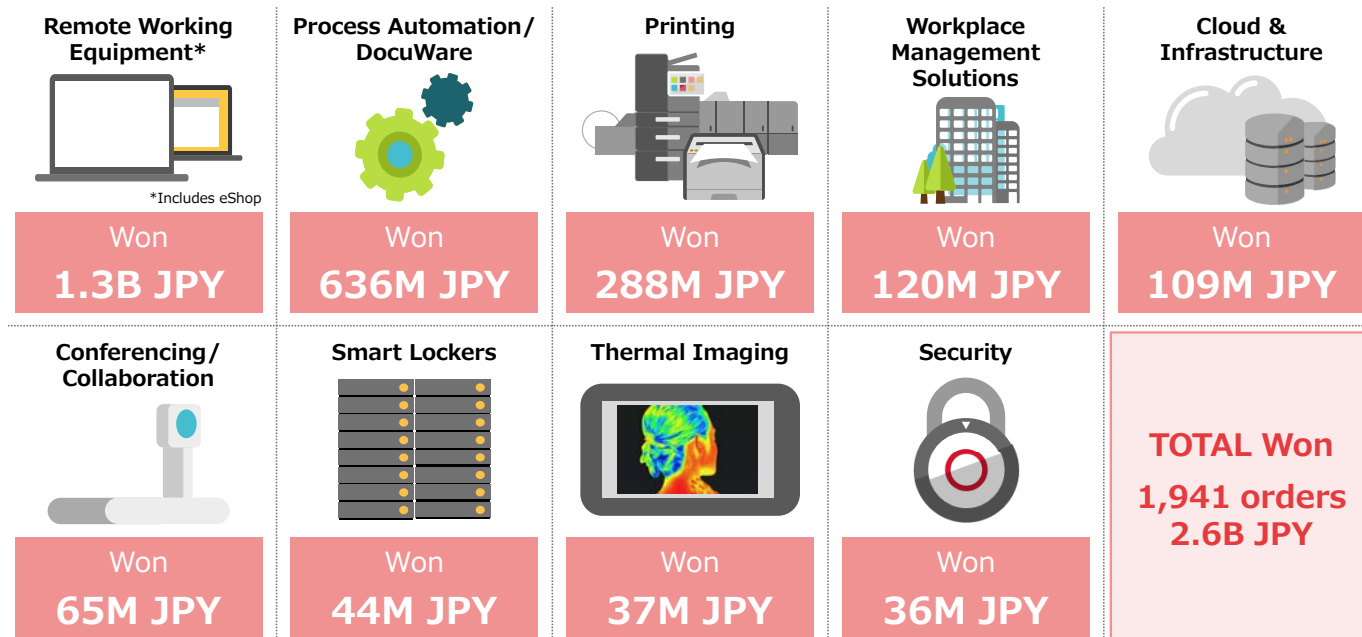 Remote Working
Equipment*
*Includes eShop
Won
1.3B JPY
Process Automation/
DocuWare
Won
636M JPY
Printing
Won
288M JPY
Workplace
Management
Solutions
Won
120M JPY
Cloud &
Infrastructure
Won
109M JPY
Conferencing/
Collaboration
Won
65M JPY
Smart Lockers
Won
44M JPY
Thermal Imaging
Won
37M JPY
Security
Won
36M JPY
TOTAL Won
1,941 orders
2.6B JPY